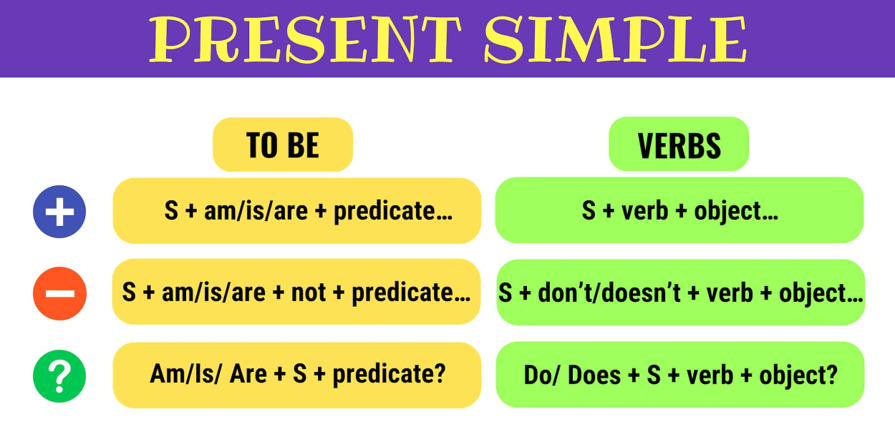 PRESENT SIMPLE
TO BE
VERBS
+
S + am/is/are + predicate…
S + verb + object…
−
S + am/is/are + not + predicate…
S + don’t/doesn’t + verb + object…
?
Am/Is/ Are + S + predicate?
Do/ Does + S + verb + object?